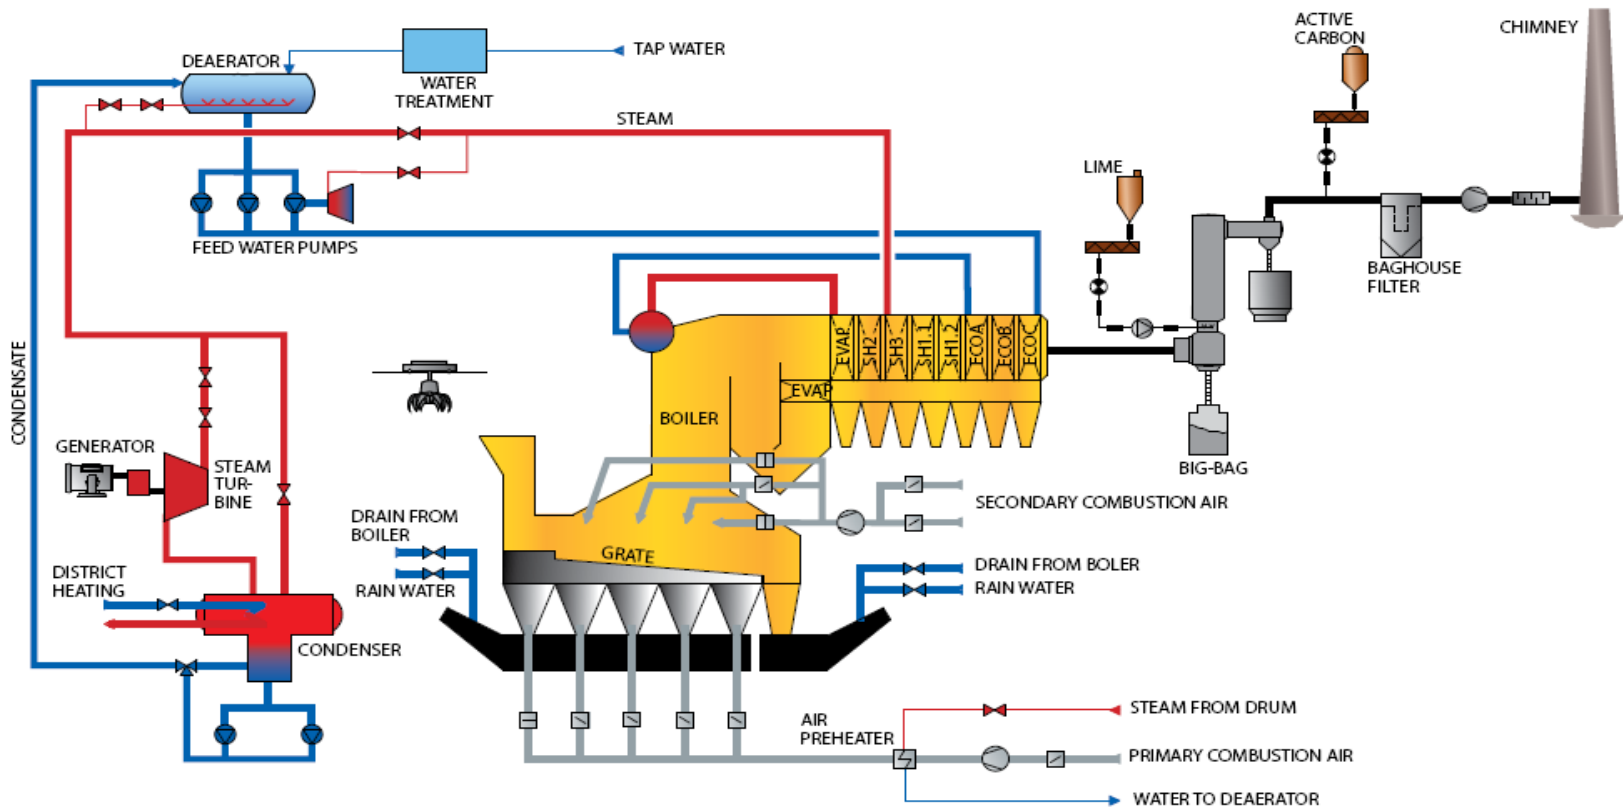 ACTIVE
CARBON
CHIMNEY
TAP WATER
DEAERATOR
WATER
TREATMENT
STEAM
LIME
FEED WATER PUMPS
BAGHOUSE
FILTER
EVAP
SH2
SH3
SH1.1
SH1.2
ECOA
ECOB
ECOC
EVAP
BOILER
CONDENSATE
GENERATOR
STEAM
TUR-
BINE
BIG-BAG
SECONDARY COMBUSTION AIR
DRAIN FROM
BOILER
GRATE
DRAIN FROM BOLER
RAIN WATER
RAIN WATER
DISTRICT
HEATING
CONDENSER
STEAM FROM DRUM
AIR
PREHEATER
PRIMARY COMBUSTION AIR
WATER TO DEAERATOR